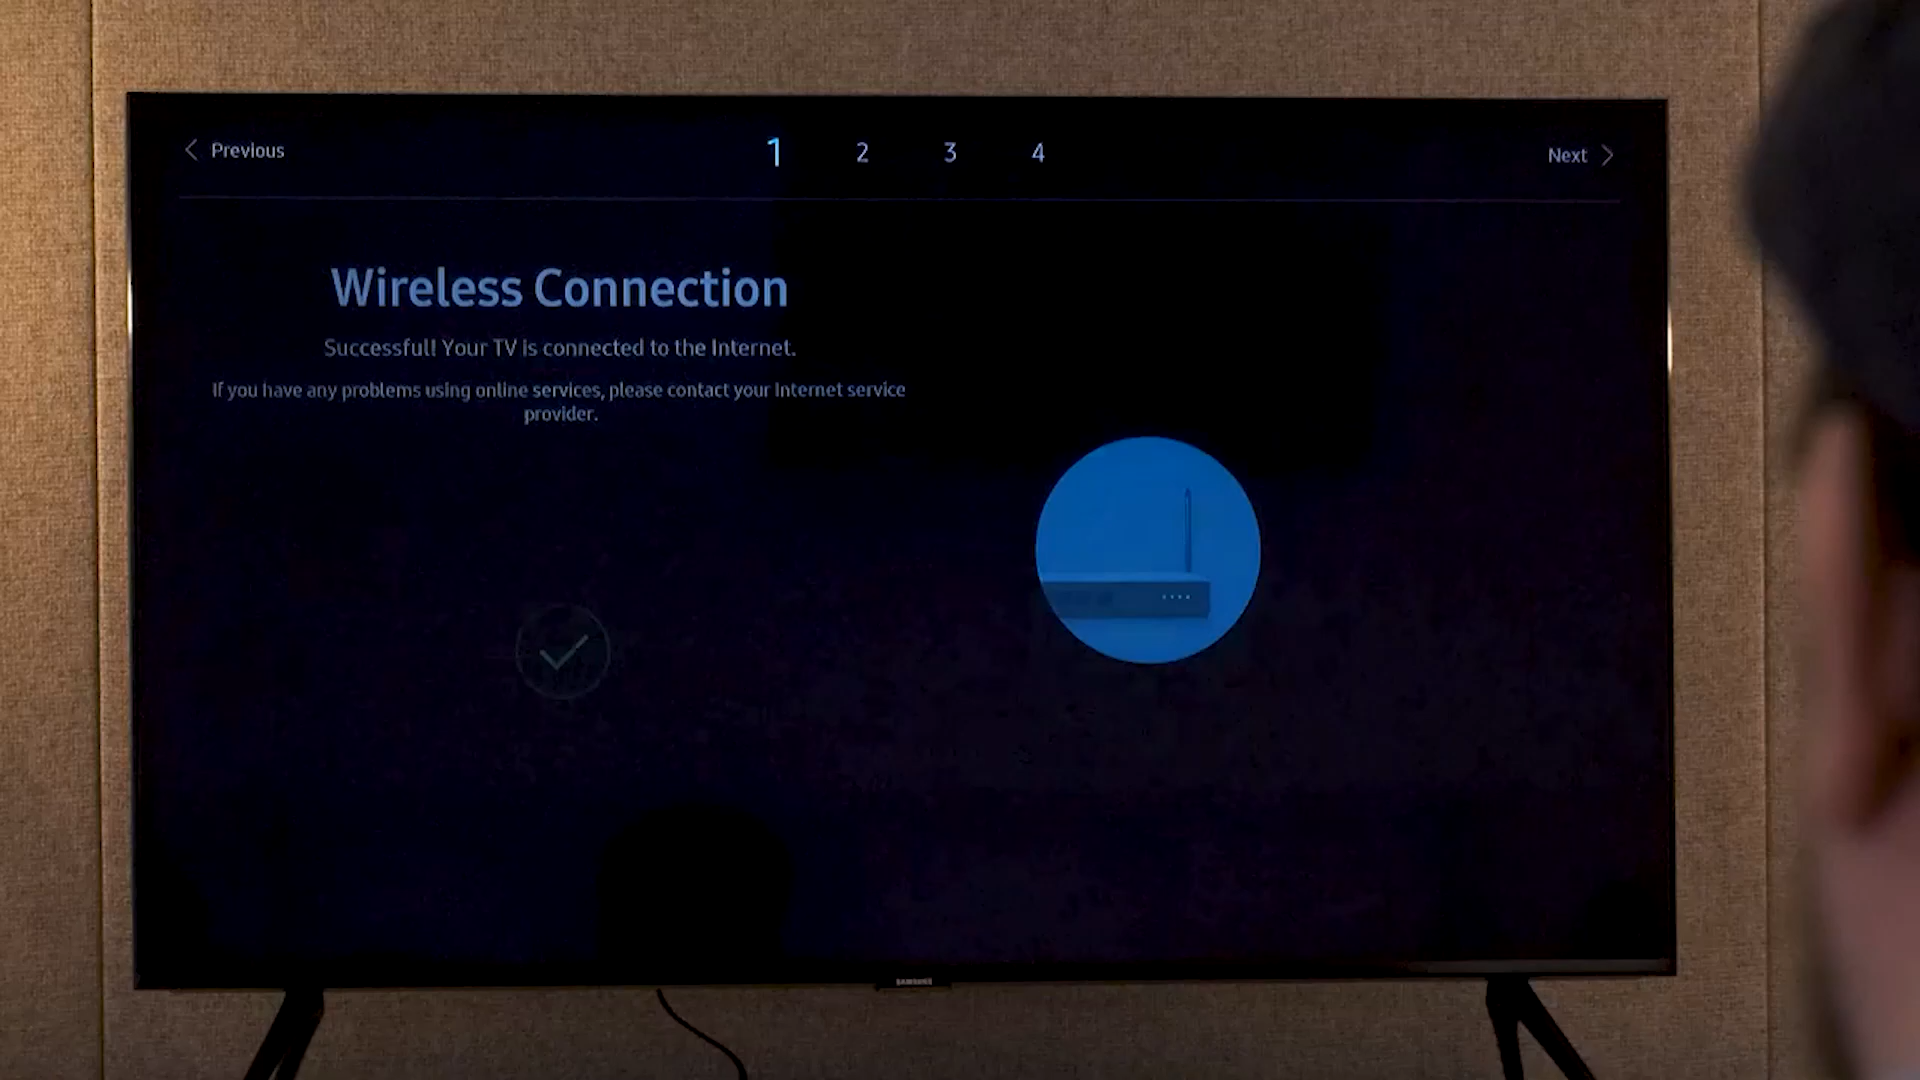 Previous
1 2 3 4
Next
Wireless Connection
Successful! Your TV is connected to the Internet.
If you have any problems using online services, please contact your Internet service
provider.
SAMSUNG